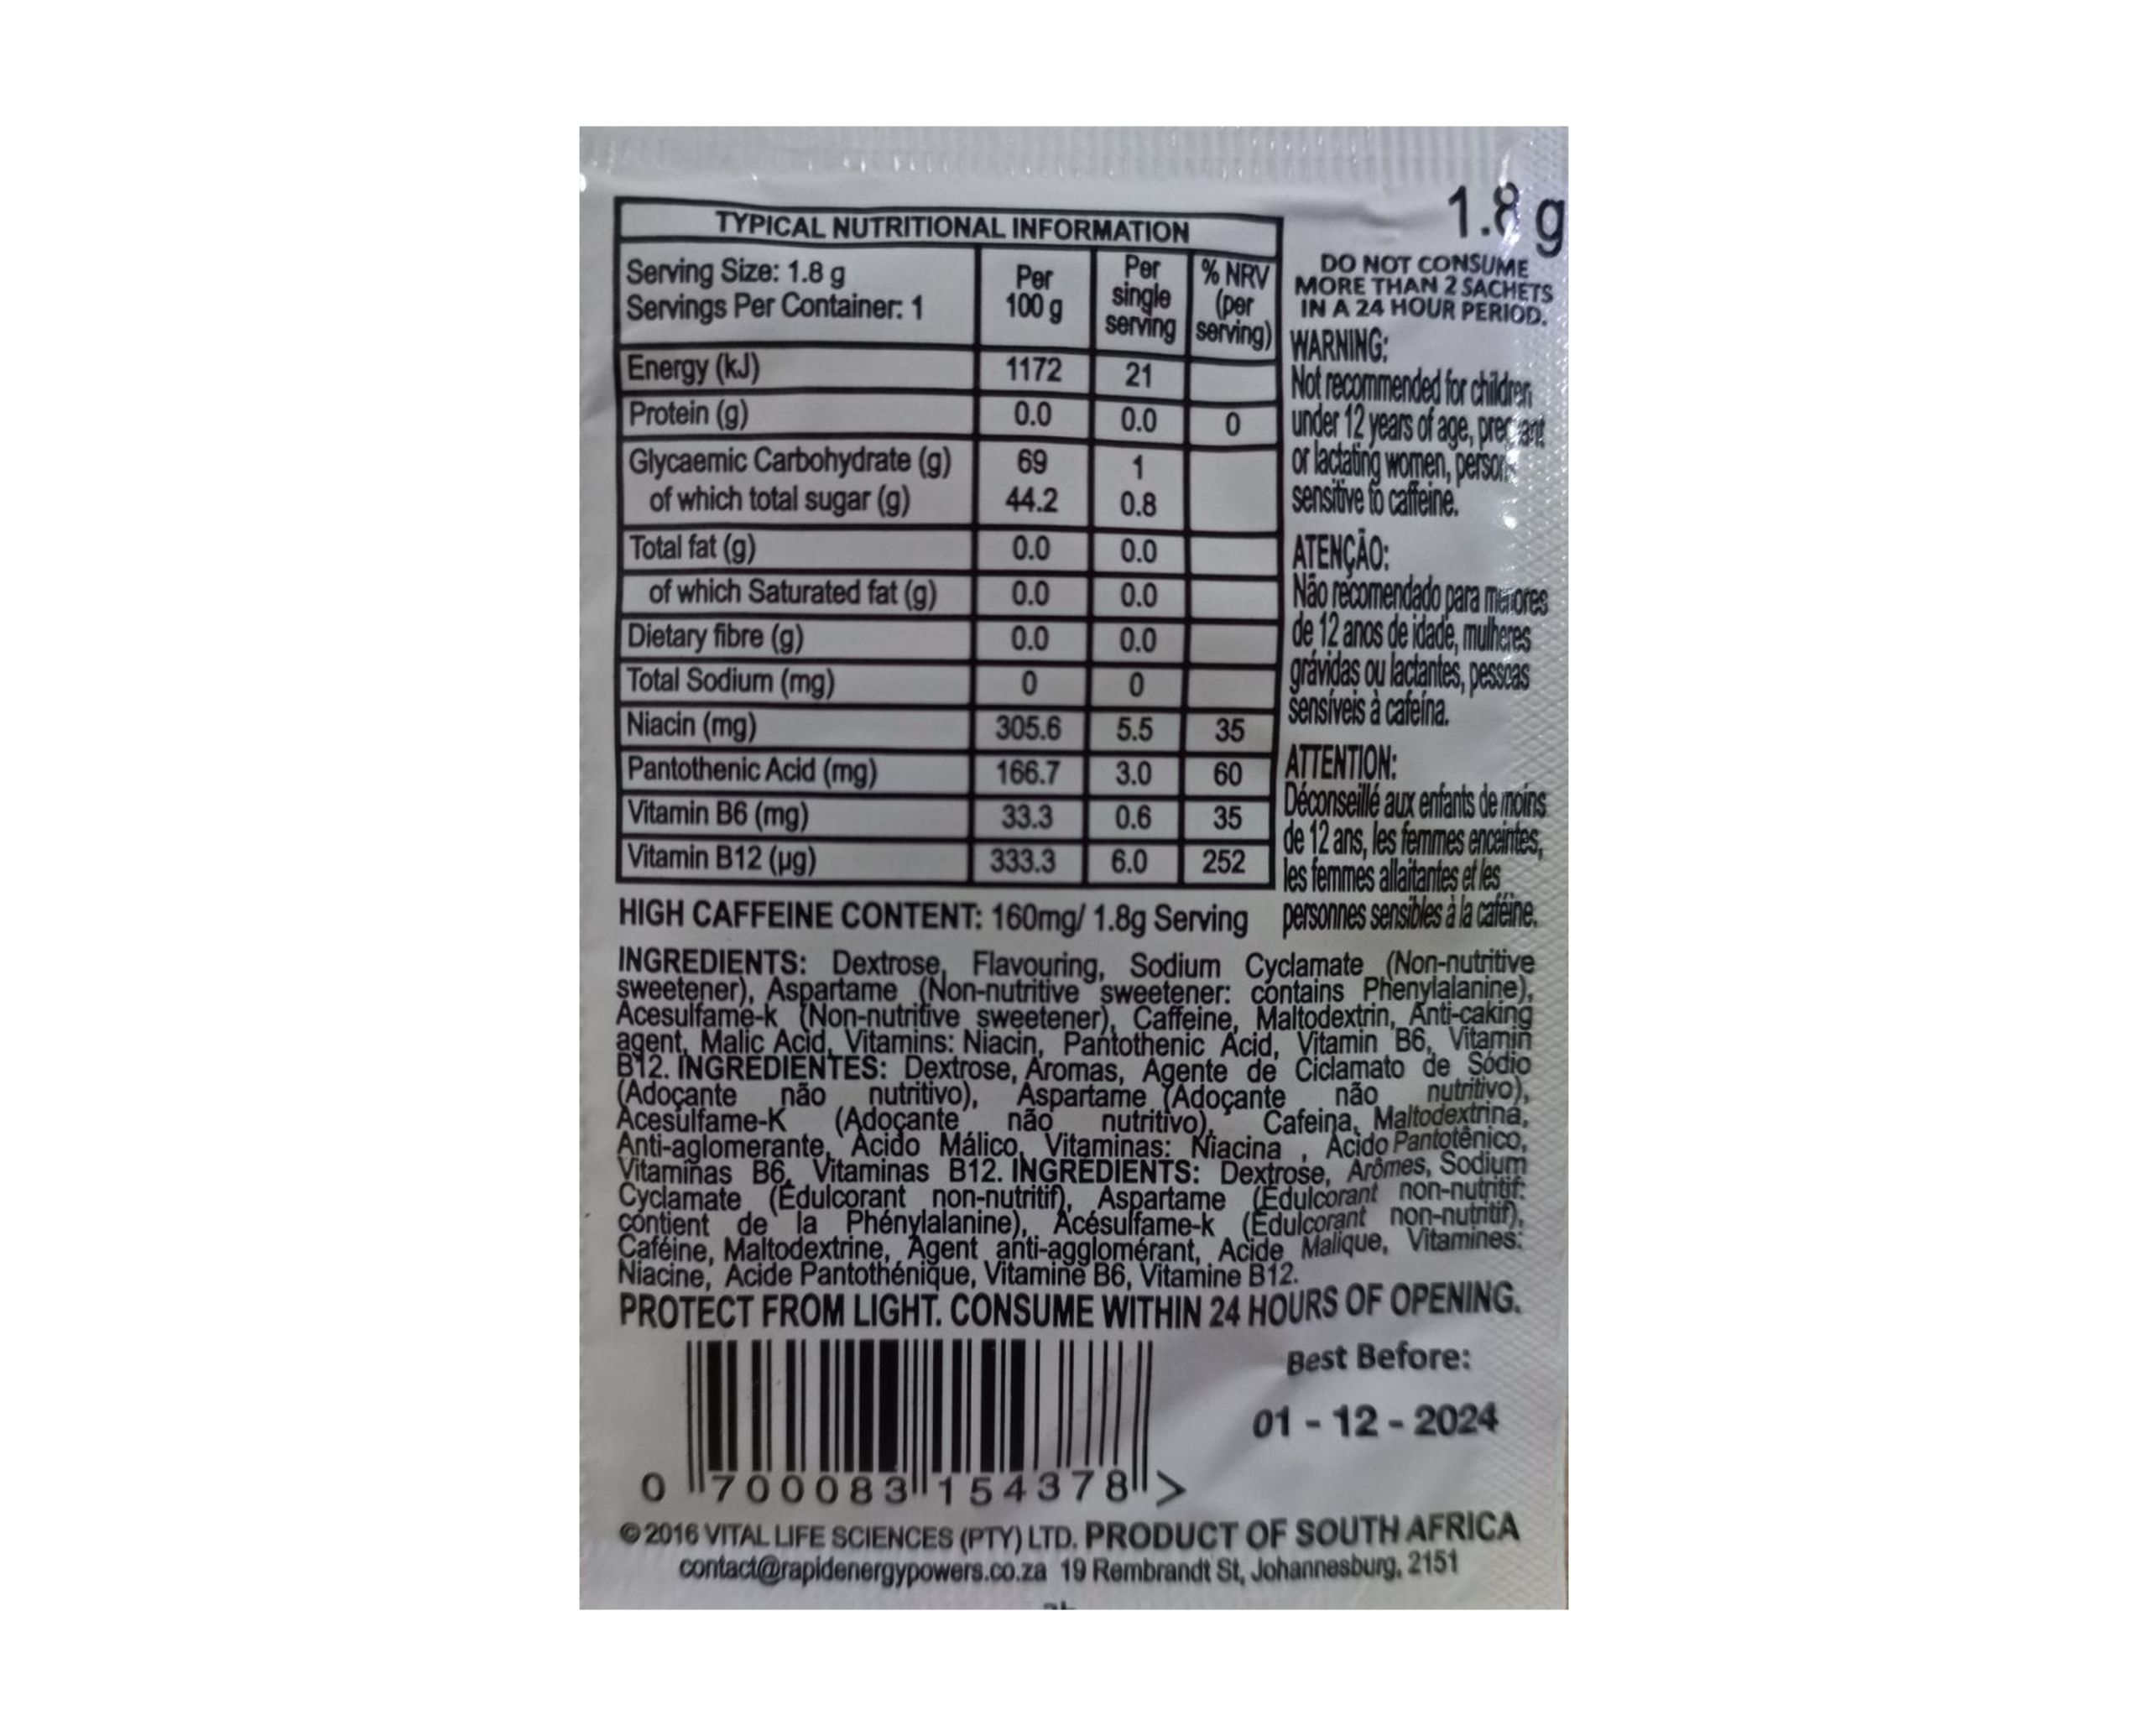 1.8 g
TYPICAL NUTRITIONAL INFORMATION
Serving Size: 1.8 g
Servings Per Container: 1
Per 100 g
Per single serving
% NRV (per serving)
Energy (kJ) 1172 21
Protein (g) 0.0 0.0 0
Glycaemic Carbohydrate (g) 69 1
of which total sugar (g) 44.2 0.8
Total fat (g) 0.0 0.0
of which Saturated fat (g) 0.0 0.0
Dietary fibre (g) 0.0 0.0
Total Sodium (mg) 0 0
Niacin (mg) 305.6 5.5 35
Pantothenic Acid (mg) 166.7 3.0 60
Vitamin B6 (mg) 33.3 0.6 35
Vitamin B12 (µg) 333.3 6.0 252
HIGH CAFFEINE CONTENT: 160mg/ 1.8g Serving
DO NOT CONSUME
MORE THAN 2 SACHETS
IN A 24 HOUR PERIOD.
WARNING:
Not recommended for children
under 12 years of age, pregnant
or lactating women, persons
sensitive to caffeine.
ATENÇÃO:
Não recomendado para menores
de 12 anos de idade, mulheres
grávidas ou lactantes, pessoas
sensíveis à cafeína.
ATTENTION:
Déconseillé aux enfants de moins
de 12 ans, les femmes enceintes,
les femmes allaitantes et les
personnes sensibles à la caféine.
INGREDIENTS: Dextrose, Flavouring, Sodium Cyclamate (Non-nutritive
sweetener), Aspartame (Non-nutritive sweetener: contains Phenylalanine),
Acesulfame-k (Non-nutritive sweetener), Caffeine, Maltodextrin, Anti-caking
agent, Malic Acid, Vitamins: Niacin, Pantothenic Acid, Vitamin B6, Vitamin
B12. INGREDIENTES: Dextrose, Aromas, Agente de Ciclamato de Sódio
(Adoçante não nutritivo), Aspartame (Adoçante não nutritivo),
Acesulfame-K (Adoçante não nutritivo), Cafeina, Maltodextrina,
Anti-aglomerante, Ácido Málico, Vitaminas: Niacina , Ácido Pantotênico,
Vitaminas B6, Vitaminas B12. INGRÉDIENTS: Dextrose, Arômes, Sodium
Cyclamate (Édulcorant non-nutritif), Aspartame (Édulcorant non-nutritif:
contient de la Phénylalanine), Acésulfame-k (Édulcorant non-nutritif),
Caféine, Maltodextrine, Agent anti-agglomérant, Acide Malique, Vitamines:
Niacine, Acide Pantothénique, Vitamine B6, Vitamine B12.
PROTECT FROM LIGHT. CONSUME WITHIN 24 HOURS OF OPENING.
Best Before:
01 - 12 - 2024
0 700083 154378 >
© 2016 VITAL LIFE SCIENCES (PTY) LTD. PRODUCT OF SOUTH AFRICA
contact@rapidenergypowers.co.za 19 Rembrandt St, Johannesburg, 2151